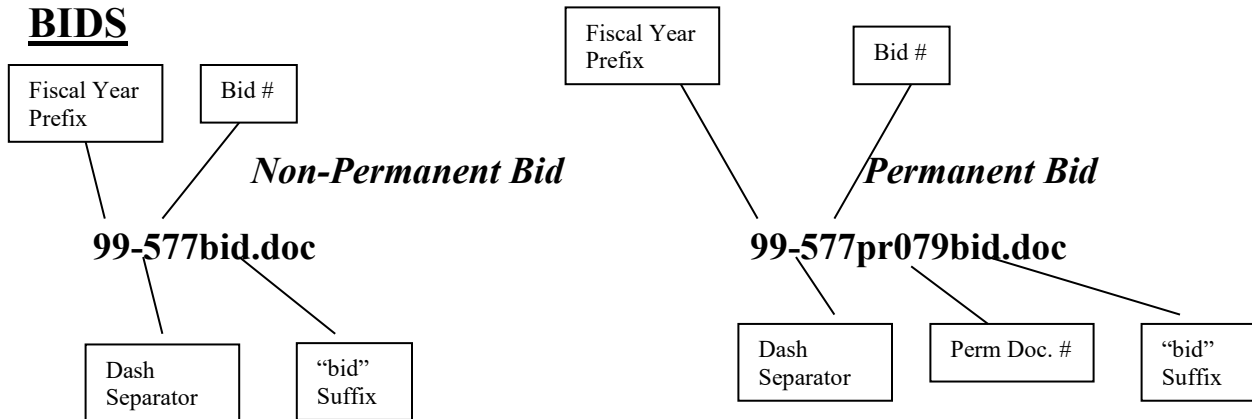 BIDS
Fiscal Year
Prefix
Bid #
Non-Permanent Bid
99-577bid.doc
Dash
Separator
“bid”
Suffix
Fiscal Year
Prefix
Bid #
Permanent Bid
99-577pr079bid.doc
Dash
Separator
Perm Doc. #
“bid”
Suffix